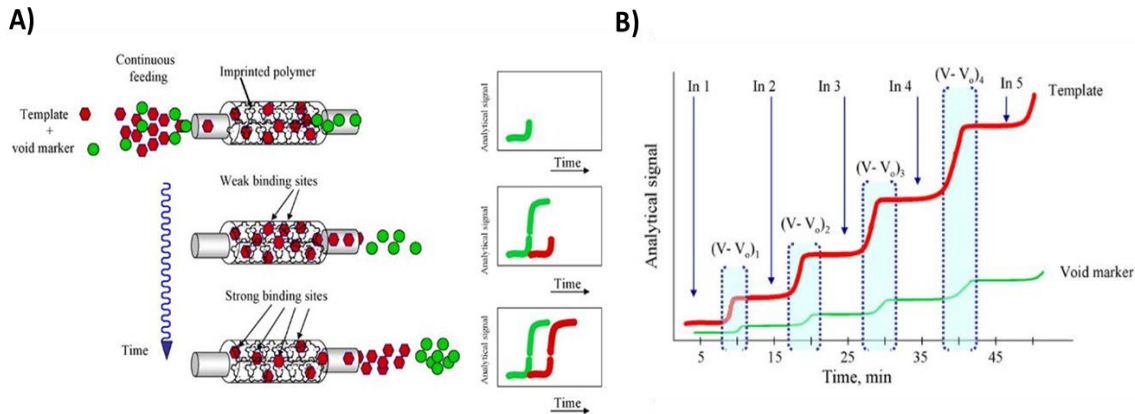 A)
Continuous
feeding
Imprinted polymer
Template
+
void marker
Analytical signal
Time
Weak binding sites
Analytical signal
Time
Strong binding sites
Time
Analytical signal
Time
B)
In 1
In 2
In 3
In 4
(V- Vo)4
In 5
Template
(V- Vo)3
(V- Vo)2
(V- Vo)1
Analytical signal
Void marker
5 15 25 35 45
Time, min